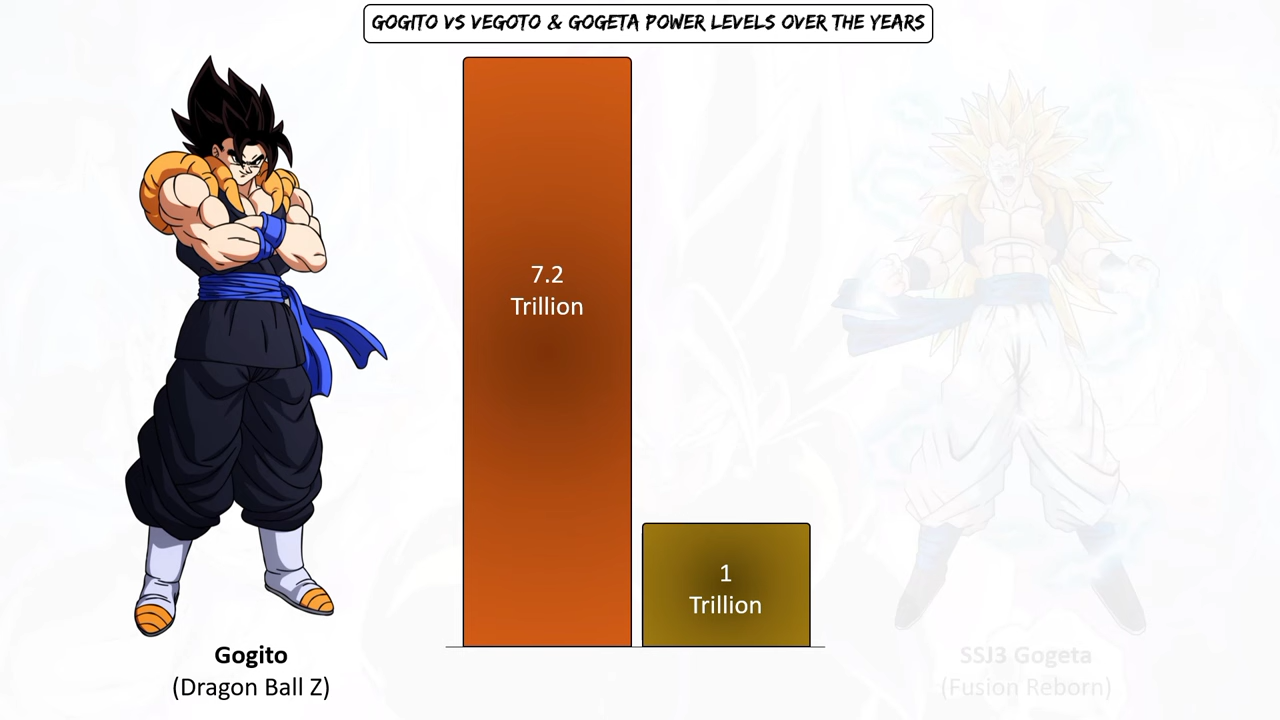 GOGITO VS VEGOTO & GOGETA POWER LEVELS OVER THE YEARS
7.2
Trillion
1
Trillion
Gogito
(Dragon Ball Z)
SSJ3 Gogeta
(Fusion Reborn)